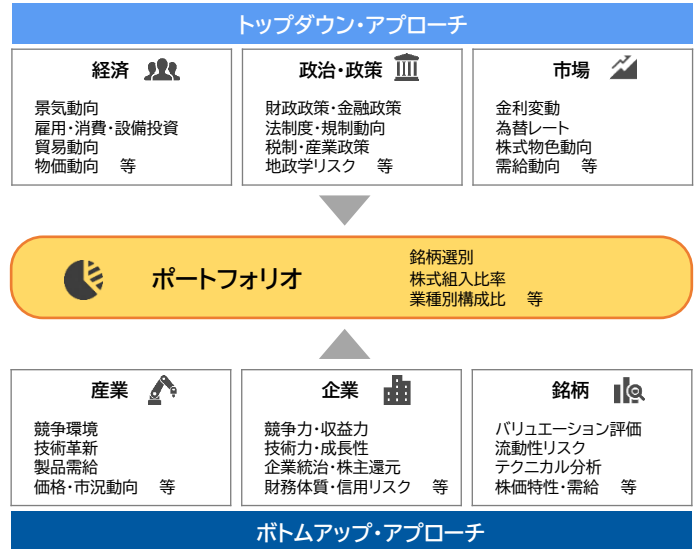 トップダウン・アプローチ
経済
景気動向
雇用・消費・設備投資
貿易動向
物価動向　等
政治・政策
財政政策・金融政策
法制度・規制動向
税制・産業政策
地政学リスク　等
市場
金利変動
為替レート
株式物色動向
需給動向　等
ポートフォリオ
銘柄選別
株式組入比率
業種別構成比　等
産業
競争環境
技術革新
製品需給
価格・市況動向　等
企業
競争力・収益力
技術力・成長性
企業統治・株主還元
財務体質・信用リスク　等
銘柄
バリュエーション評価
流動性リスク
テクニカル分析
株価特性・需給　等
ボトムアップ・アプローチ